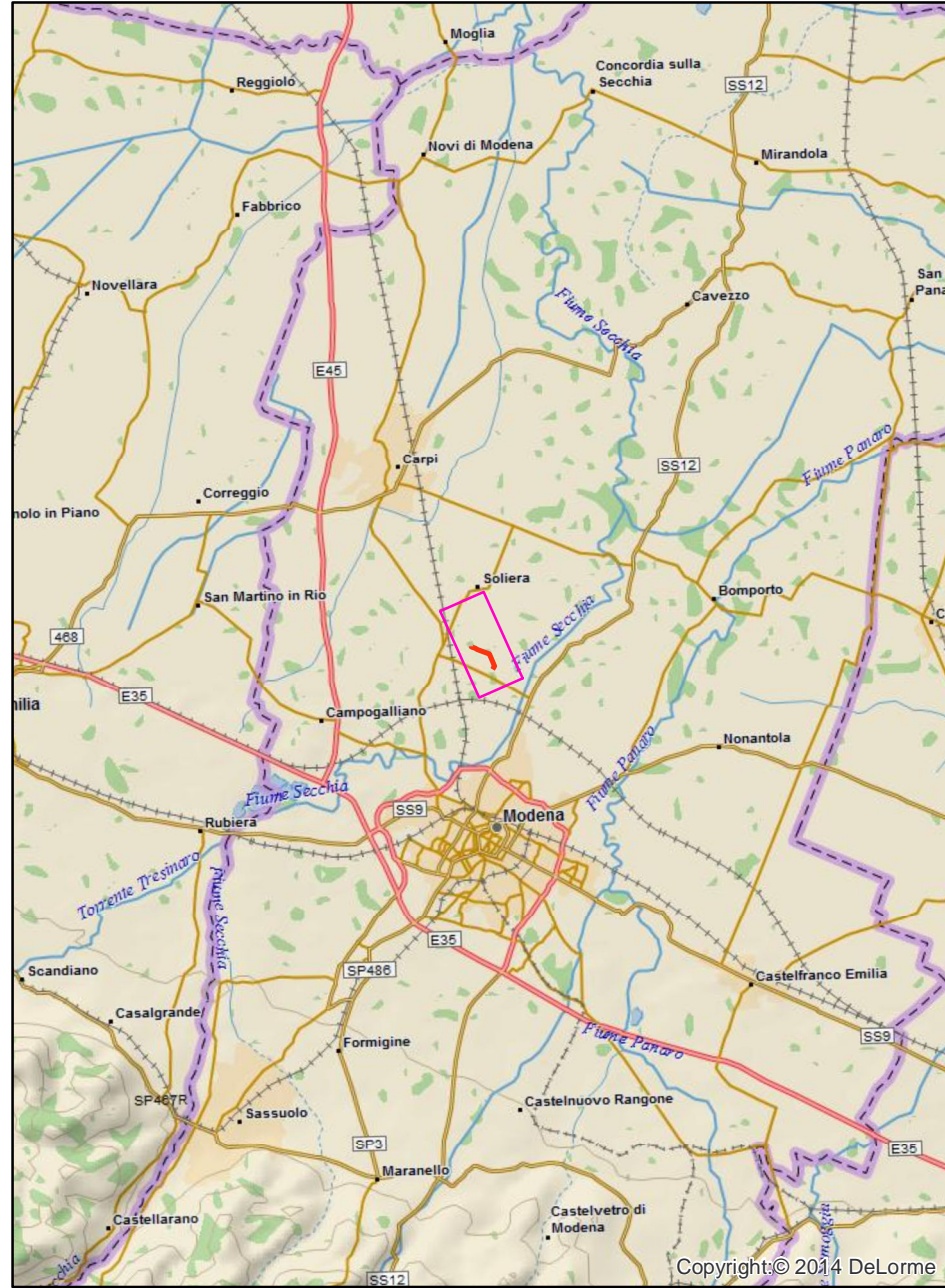 Moglia
Reggiolo
Concordia sulla
Secchia
SS12
Novi di Modena
Mirandola
Fabbrico
Novellara
San
Pana
Cavezzo
Fiume Secchia
E45
Fiume Panaro
Carpi
SS12
Correggio
nolo in Piano
Soliera
Bomporto
San Martino in Rio
Fiume Secchia
C
468
E35
ilia
Campogalliano
Nonantola
Fiume Panaro
Fiume Secchia
SS9
Modena
Rubiera
Torrente Tresinaro
Fiume Secchia
E35
SP486
Scandiano
Castelfranco Emilia
Casalgrande
Fiume Panaro
SS9
Formigine
SP467R
Castelnuovo Rangone
Sassuolo
SP3
E35
Maranello
Castellarano
Castelvetro di
Modena
moggia
cchia
SS12
Copyright:© 2014 DeLorme